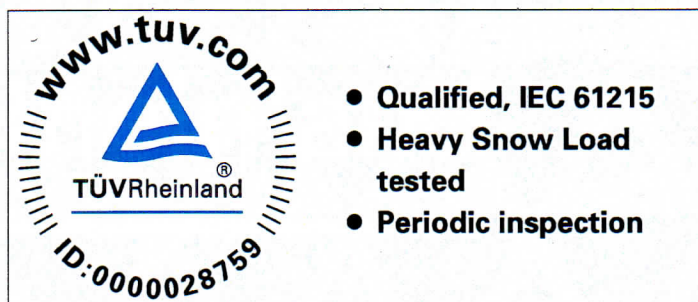 www.tuv.com
®
TÜVRheinland
ID:0000028759
● Qualified, IEC 61215
● Heavy Snow Load
tested
● Periodic inspection